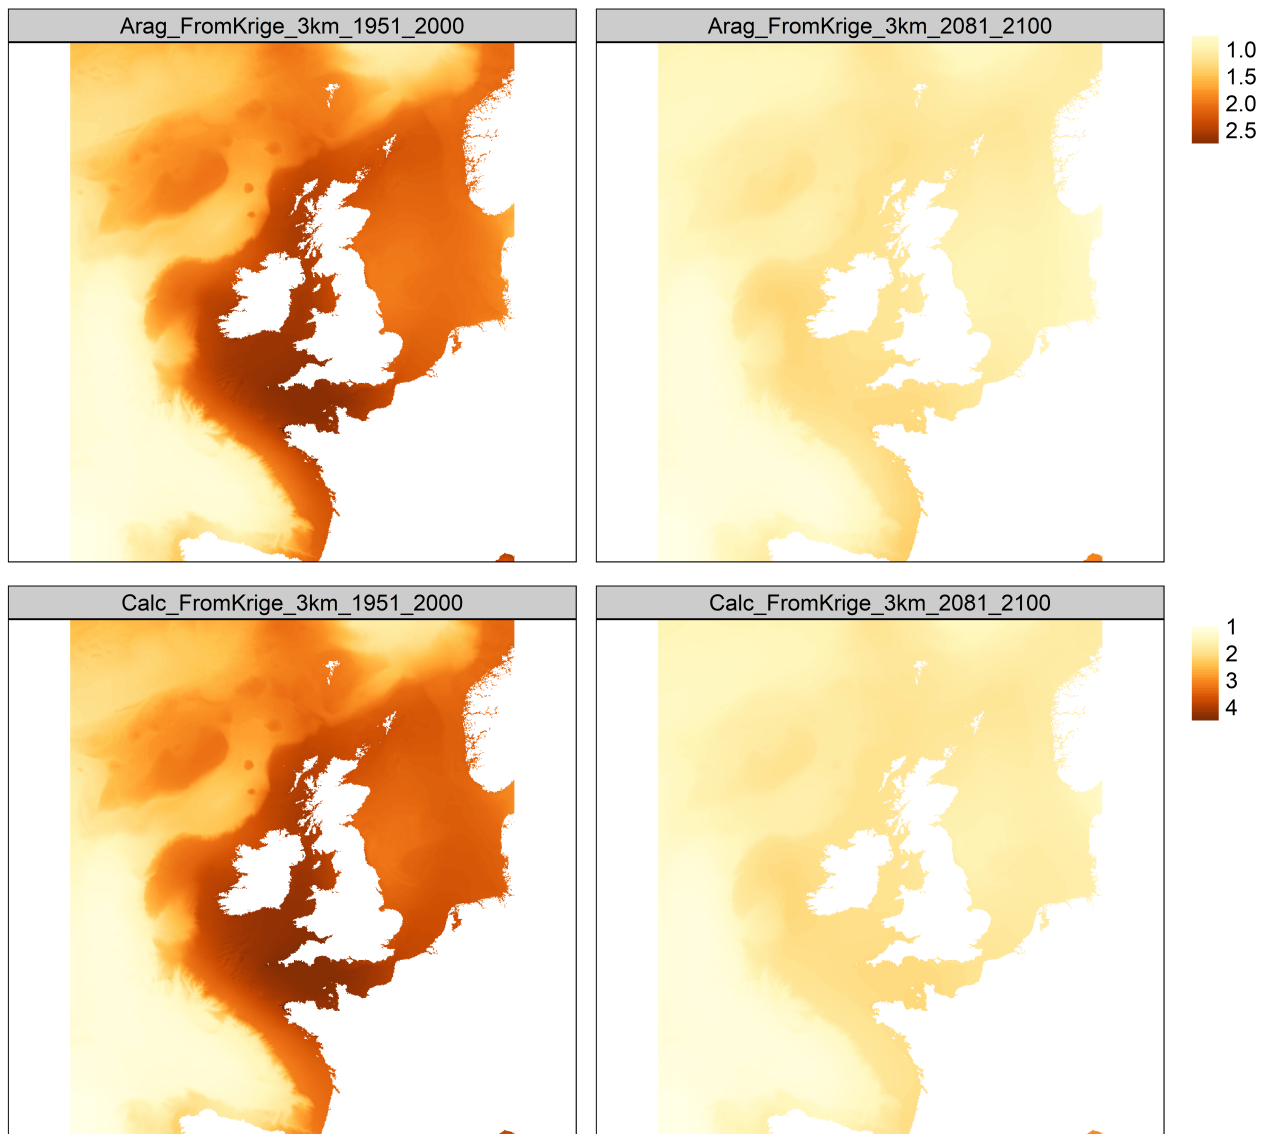 Arag_FromKrige_3km_1951_2000
Arag_FromKrige_3km_2081_2100
1.0
1.5
2.0
2.5
Calc_FromKrige_3km_1951_2000
Calc_FromKrige_3km_2081_2100
1
2
3
4